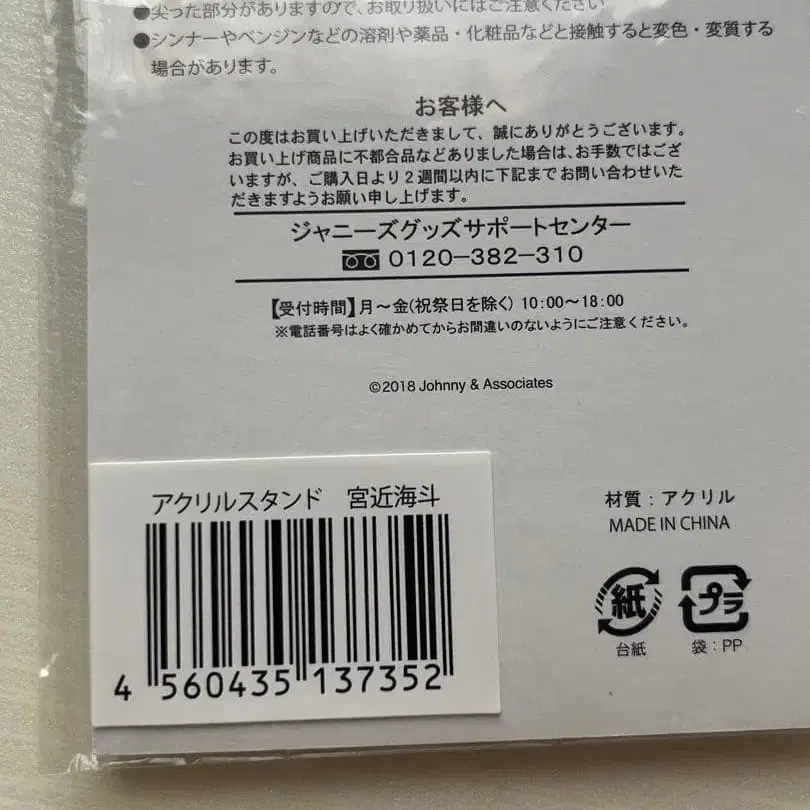 ●尖った部分がありますので、お取り扱いにはご注意ください
●シンナーやベンジンなどの溶剤や薬品・化粧品などと接触すると変色・変質する
場合があります。
お客様へ
この度はお買い上げいただきまして、誠にありがとうございます。
お買い上げ商品に不都合品などありました場合は、お手数ではござ
いますが、ご購入日より2週間以内に下記までお問い合わせいた
だきますようお願い申し上げます。
ジャニーズグッズサポートセンター
0120-382-310
【受付時間】月〜金(祝祭日を除く) 10:00〜18:00
※電話番号はよく確かめてからお間違いのないようにご注意ください。
©2018 Johnny & Associates
アクリルスタンド 宮近海斗
4 560435 137352
材質：アクリル
MADE IN CHINA
紙
台紙
プラ
袋：PP